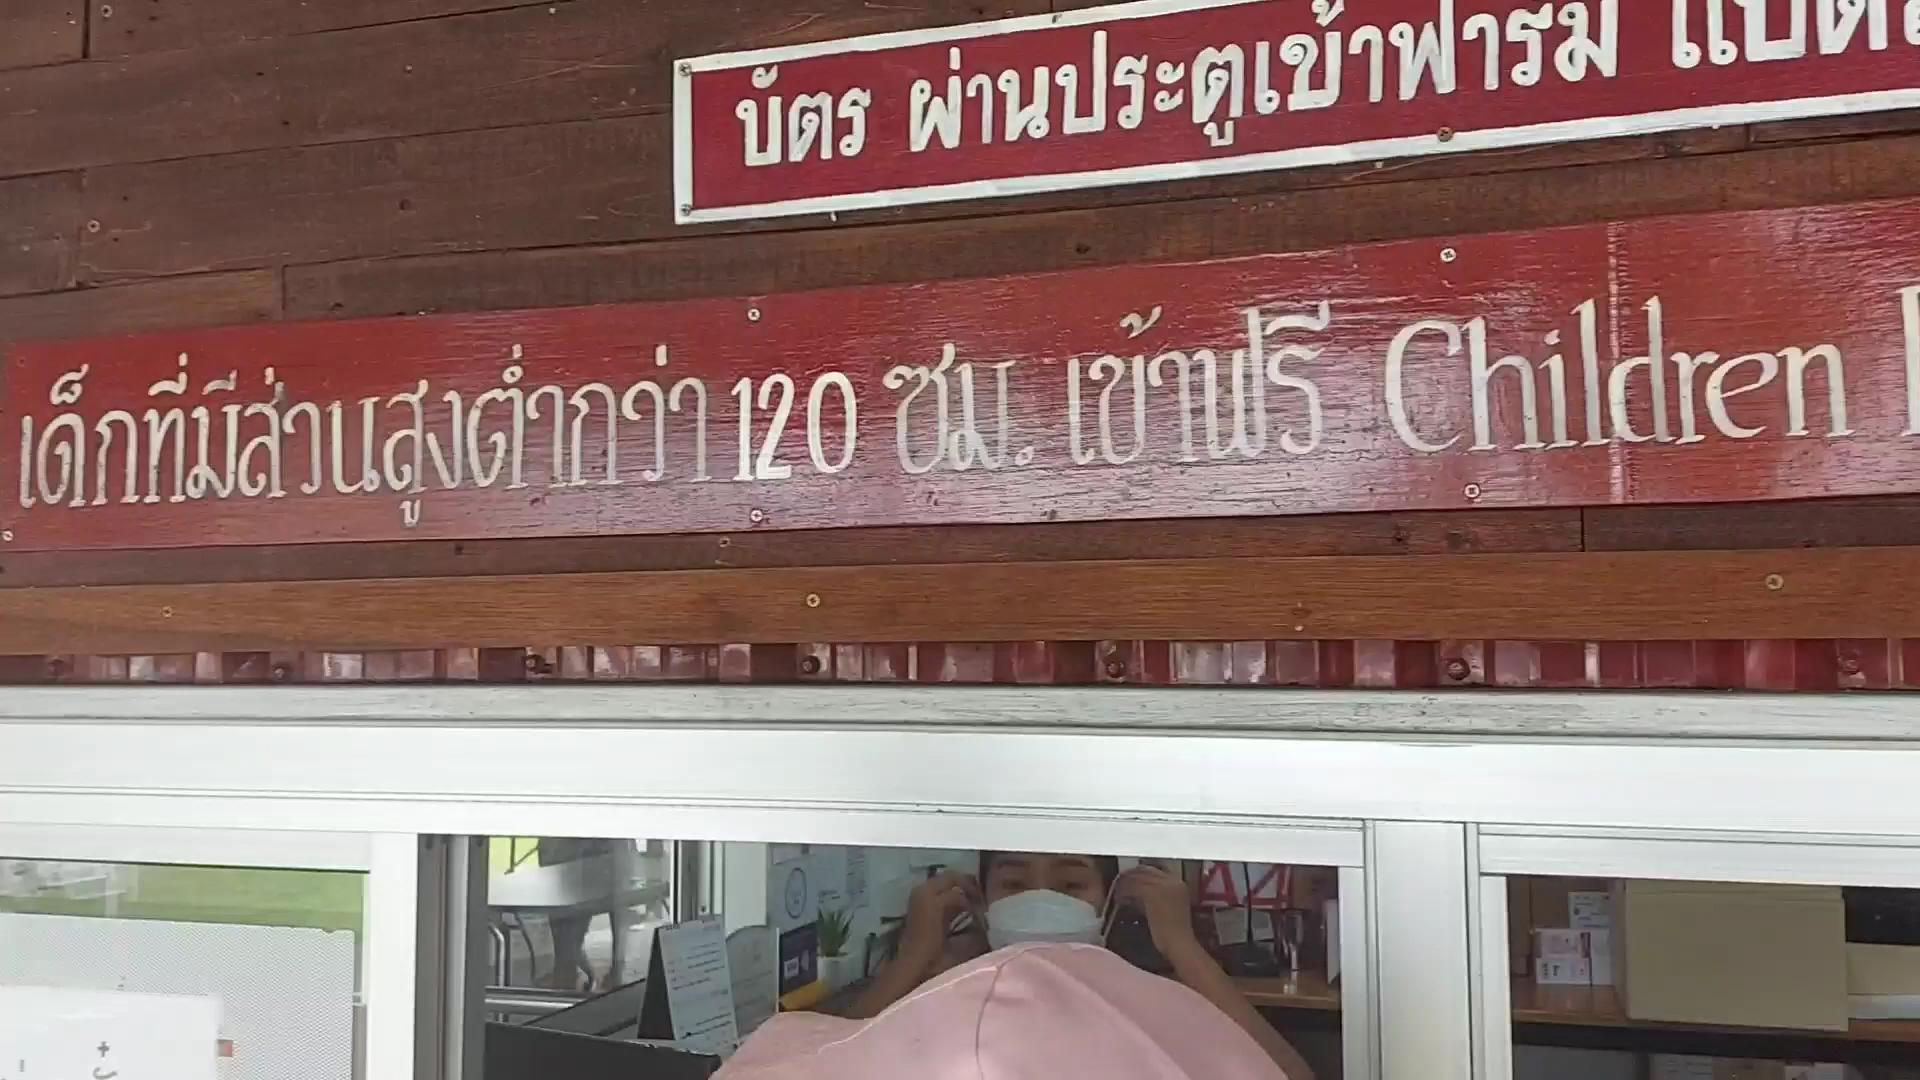 บัตร ผ่านประตูเข้าฟาร์ม
เด็กที่มีส่วนสูงต่ำกว่า 120 ซม. เข้าฟรี Children